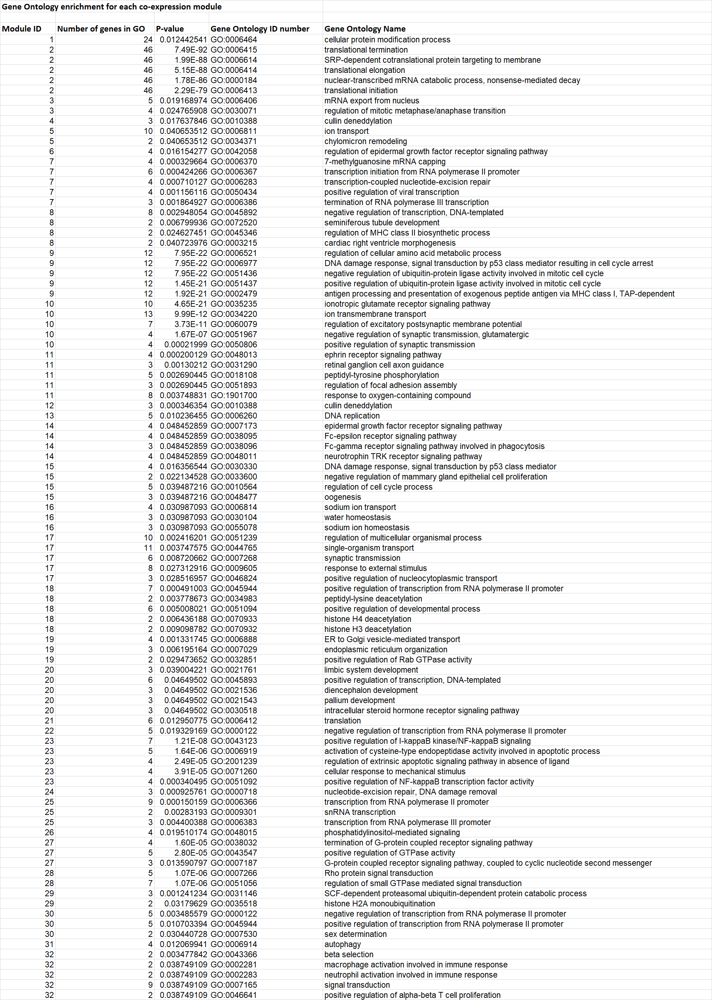 Gene Ontology enrichment for each co-expression module
Module ID Number of genes in GO P-value Gene Ontology ID number Gene Ontology Name
1 24 0.012442541 GO:0006464 cellular protein modification process
2 46 7.49E-92 GO:0006415 translational termination
2 46 1.99E-88 GO:0006614 SRP-dependent cotranslational protein targeting to membrane
2 46 5.15E-88 GO:0006414 translational elongation
2 46 1.78E-86 GO:0000184 nuclear-transcribed mRNA catabolic process, nonsense-mediated decay
2 46 2.29E-79 GO:0006413 translational initiation
3 5 0.019168974 GO:0006406 mRNA export from nucleus
3 4 0.024765908 GO:0030071 regulation of mitotic metaphase/anaphase transition
4 3 0.017637846 GO:0010388 cullin deneddylation
5 10 0.040653512 GO:0006811 ion transport
5 2 0.040653512 GO:0034371 chylomicron remodeling
6 4 0.016154277 GO:0042058 regulation of epidermal growth factor receptor signaling pathway
7 4 0.000329664 GO:0006370 7-methylguanosine mRNA capping
7 6 0.000424266 GO:0006367 transcription initiation from RNA polymerase II promoter
7 4 0.000710127 GO:0006283 transcription-coupled nucleotide-excision repair
7 4 0.001156116 GO:0050434 positive regulation of viral transcription
7 3 0.001864927 GO:0006386 termination of RNA polymerase III transcription
8 8 0.002948054 GO:0045892 negative regulation of transcription, DNA-templated
8 2 0.006799936 GO:0072520 seminiferous tubule development
8 2 0.024627451 GO:0045346 regulation of MHC class II biosynthetic process
8 2 0.040723976 GO:0003215 cardiac right ventricle morphogenesis
9 12 7.95E-22 GO:0006521 regulation of cellular amino acid metabolic process
9 12 7.95E-22 GO:0006977 DNA damage response, signal transduction by p53 class mediator resulting in cell cycle arrest
9 12 7.95E-22 GO:0051436 negative regulation of ubiquitin-protein ligase activity involved in mitotic cell cycle
9 12 1.45E-21 GO:0051437 positive regulation of ubiquitin-protein ligase activity involved in mitotic cell cycle
9 12 1.92E-21 GO:0002479 antigen processing and presentation of exogenous peptide antigen via MHC class I, TAP-dependent
10 10 4.65E-21 GO:0035235 ionotropic glutamate receptor signaling pathway
10 13 9.99E-12 GO:0034220 ion transmembrane transport
10 7 3.73E-11 GO:0060079 regulation of excitatory postsynaptic membrane potential
10 4 1.67E-07 GO:0051967 negative regulation of synaptic transmission, glutamatergic
10 4 0.00021999 GO:0050806 positive regulation of synaptic transmission
11 4 0.000200129 GO:0048013 ephrin receptor signaling pathway
11 3 0.00130212 GO:0031290 retinal ganglion cell axon guidance
11 5 0.002690445 GO:0018108 peptidyl-tyrosine phosphorylation
11 3 0.002690445 GO:0051893 regulation of focal adhesion assembly
11 8 0.003748831 GO:1901700 response to oxygen-containing compound
12 3 0.000346354 GO:0010388 cullin deneddylation
13 5 0.010236455 GO:0006260 DNA replication
14 4 0.048452859 GO:0007173 epidermal growth factor receptor signaling pathway
14 4 0.048452859 GO:0038095 Fc-epsilon receptor signaling pathway
14 3 0.048452859 GO:0038096 Fc-gamma receptor signaling pathway involved in phagocytosis
14 4 0.048452859 GO:0048011 neurotrophin TRK receptor signaling pathway
15 4 0.016356544 GO:0030330 DNA damage response, signal transduction by p53 class mediator
15 2 0.022134528 GO:0033600 negative regulation of mammary gland epithelial cell proliferation
15 5 0.039487216 GO:0010564 regulation of cell cycle process
15 3 0.039487216 GO:0048477 oogenesis
16 4 0.030987093 GO:0006814 sodium ion transport
16 3 0.030987093 GO:0030104 water homeostasis
16 3 0.030987093 GO:0055078 sodium ion homeostasis
17 10 0.002416201 GO:0051239 regulation of multicellular organismal process
17 11 0.003747575 GO:0044765 single-organism transport
17 6 0.008720662 GO:0007268 synaptic transmission
17 8 0.027312916 GO:0009605 response to external stimulus
17 3 0.028516957 GO:0046824 positive regulation of nucleocytoplasmic transport
18 7 0.000491003 GO:0045944 positive regulation of transcription from RNA polymerase II promoter
18 2 0.003778673 GO:0034983 peptidyl-lysine deacetylation
18 6 0.005008021 GO:0051094 positive regulation of developmental process
18 2 0.006436188 GO:0070933 histone H4 deacetylation
18 2 0.009098782 GO:0070932 histone H3 deacetylation
19 4 0.001331745 GO:0006888 ER to Golgi vesicle-mediated transport
19 3 0.006195164 GO:0007029 endoplasmic reticulum organization
19 2 0.029473652 GO:0032851 positive regulation of Rab GTPase activity
20 3 0.039004221 GO:0021761 limbic system development
20 6 0.04649502 GO:0045893 positive regulation of transcription, DNA-templated
20 3 0.04649502 GO:0021536 diencephalon development
20 3 0.04649502 GO:0021543 pallium development
20 3 0.04649502 GO:0030518 intracellular steroid hormone receptor signaling pathway
21 6 0.012950775 GO:0006412 translation
22 5 0.019329169 GO:0000122 negative regulation of transcription from RNA polymerase II promoter
23 7 1.21E-08 GO:0043123 positive regulation of I-kappaB kinase/NF-kappaB signaling
23 5 1.64E-06 GO:0006919 activation of cysteine-type endopeptidase activity involved in apoptotic process
23 4 2.49E-05 GO:2001239 regulation of extrinsic apoptotic signaling pathway in absence of ligand
23 4 3.91E-05 GO:0071260 cellular response to mechanical stimulus
23 4 0.000340495 GO:0051092 positive regulation of NF-kappaB transcription factor activity
24 3 0.000925761 GO:0000718 nucleotide-excision repair, DNA damage removal
25 9 0.000150159 GO:0006366 transcription from RNA polymerase II promoter
25 2 0.00283193 GO:0009301 snRNA transcription
25 3 0.004400388 GO:0006383 transcription from RNA polymerase III promoter
26 4 0.019510174 GO:0048015 phosphatidylinositol-mediated signaling
27 4 1.60E-05 GO:0038032 termination of G-protein coupled receptor signaling pathway
27 5 2.80E-05 GO:0043547 positive regulation of GTPase activity
27 3 0.013590797 GO:0007187 G-protein coupled receptor signaling pathway, coupled to cyclic nucleotide second messenger
28 5 1.07E-06 GO:0007266 Rho protein signal transduction
28 7 1.07E-06 GO:0051056 regulation of small GTPase mediated signal transduction
29 3 0.001241234 GO:0031146 SCF-dependent proteasomal ubiquitin-dependent protein catabolic process
29 2 0.03179629 GO:0035518 histone H2A monoubiquitination
30 5 0.003485579 GO:0000122 negative regulation of transcription from RNA polymerase II promoter
30 5 0.010703394 GO:0045944 positive regulation of transcription from RNA polymerase II promoter
30 2 0.030440728 GO:0007530 sex determination
31 4 0.012069941 GO:0006914 autophagy
32 2 0.003477842 GO:0043366 beta selection
32 2 0.038749109 GO:0002281 macrophage activation involved in immune response
32 2 0.038749109 GO:0002283 neutrophil activation involved in immune response
32 9 0.038749109 GO:0007165 signal transduction
32 2 0.038749109 GO:0046641 positive regulation of alpha-beta T cell proliferation